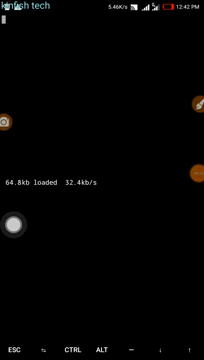 kinfish tech
5.46K/s 12:42 PM
64.8kb loaded 32.4kb/s
ESC ⇆ CTRL ALT — ↓ ↑